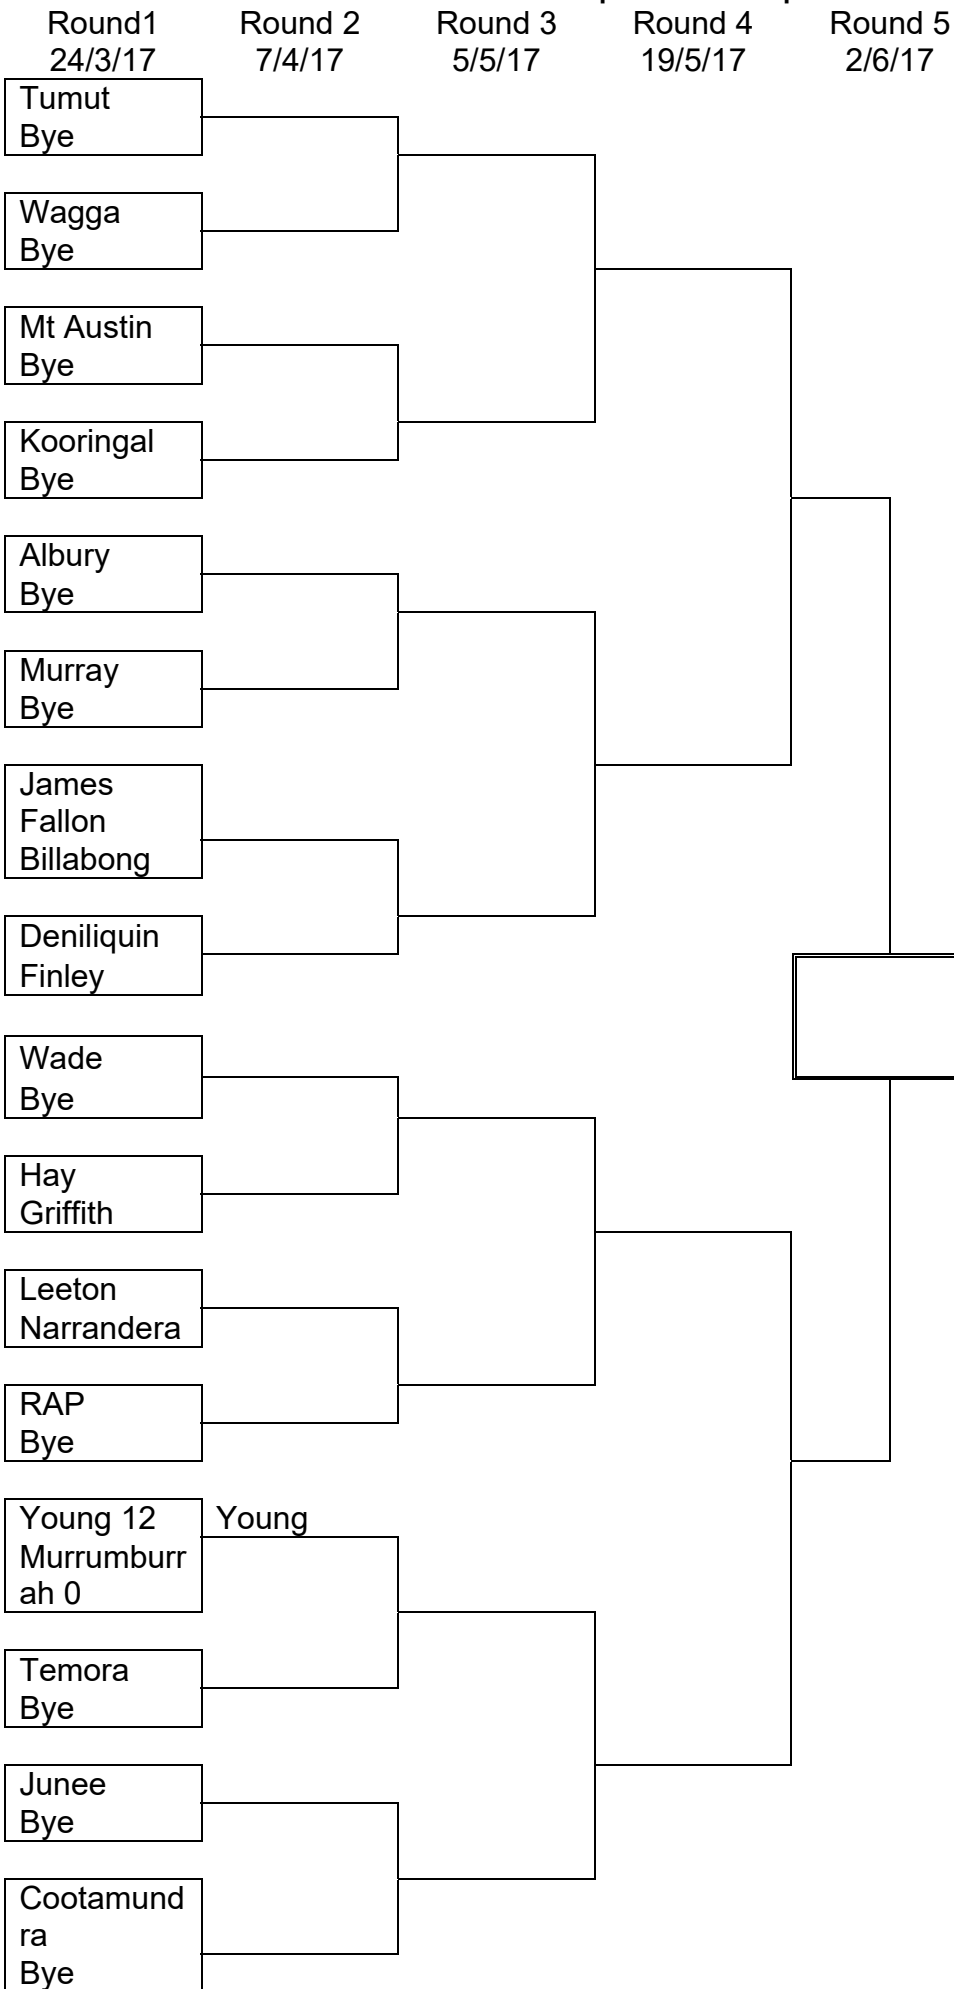 Round1 Round 2 Round 3 Round 4 Round 5
24/3/17 7/4/17 5/5/17 19/5/17 2/6/17
Tumut
Bye
Wagga
Bye
Mt Austin
Bye
Kooringal
Bye
Albury
Bye
Murray
Bye
James
Fallon
Billabong
Deniliquin
Finley
Wade
Bye
Hay
Griffith
Leeton
Narrandera
RAP
Bye
Young 12 Young
Murrumburr
ah 0
Temora
Bye
Junee
Bye
Cootamund
ra
Bye